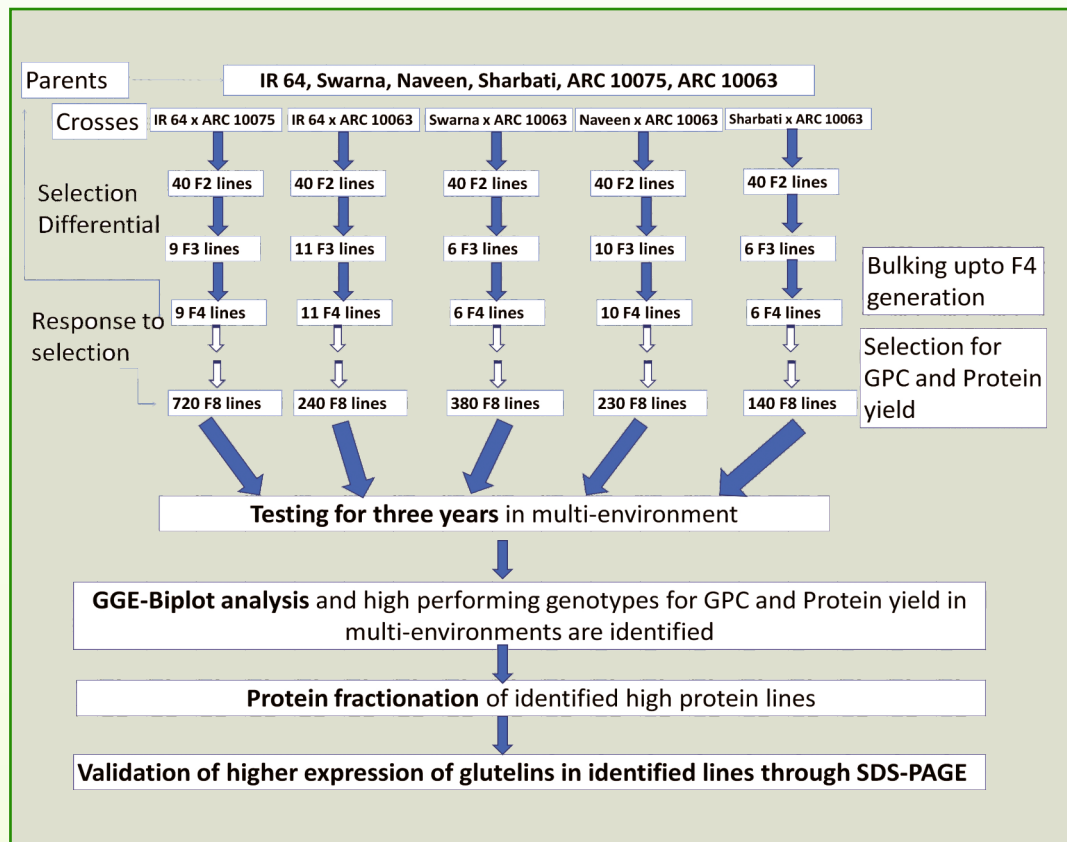 Parents
IR 64, Swarna, Naveen, Sharbati, ARC 10075, ARC 10063
Crosses
IR 64 x ARC 10075
IR 64 x ARC 10063
Swarna x ARC 10063
Naveen x ARC 10063
Sharbati x ARC 10063
40 F2 lines
40 F2 lines
40 F2 lines
40 F2 lines
40 F2 lines
Selection
Differential
9 F3 lines
11 F3 lines
6 F3 lines
10 F3 lines
6 F3 lines
Bulking upto F4
generation
9 F4 lines
11 F4 lines
6 F4 lines
10 F4 lines
6 F4 lines
Response to
selection
Selection for
GPC and Protein
yield
720 F8 lines
240 F8 lines
380 F8 lines
230 F8 lines
140 F8 lines
Testing for three years in multi-environment
GGE-Biplot analysis and high performing genotypes for GPC and Protein yield in
multi-environments are identified
Protein fractionation of identified high protein lines
Validation of higher expression of glutelins in identified lines through SDS-PAGE